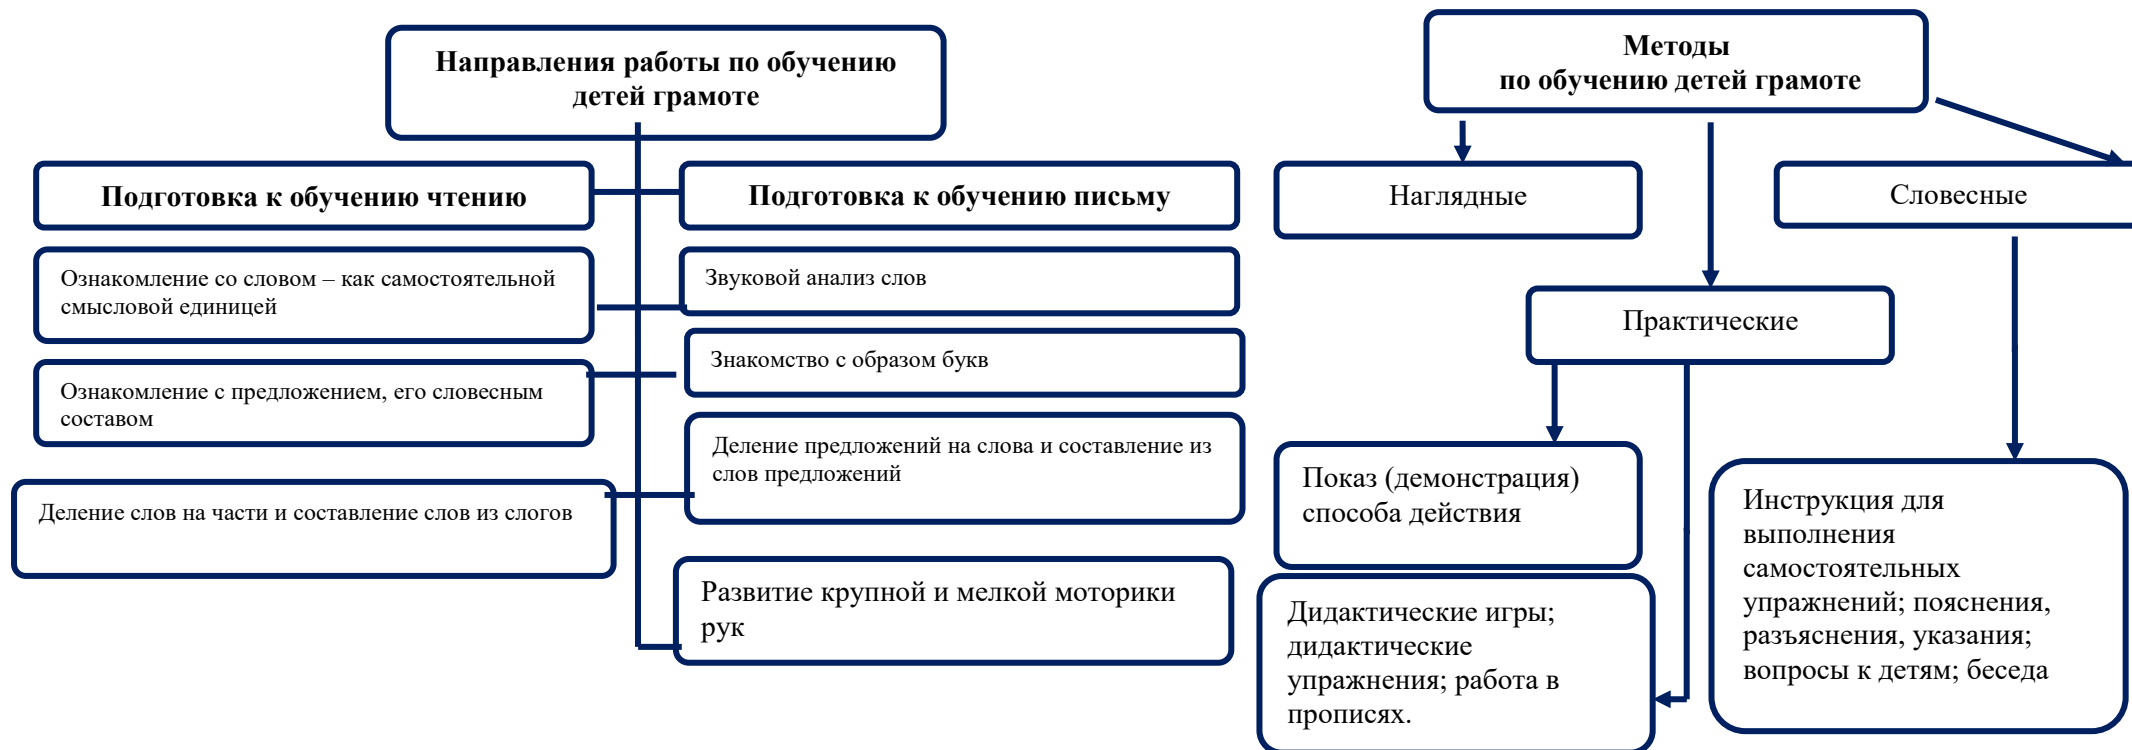 Направления работы по обучению
детей грамоте
Подготовка к обучению чтению
Подготовка к обучению письму
Ознакомление со словом – как самостоятельной
смысловой единицей
Звуковой анализ слов
Ознакомление с предложением, его словесным
составом
Знакомство с образом букв
Деление слов на части и составление слов из слогов
Деление предложений на слова и составление из
слов предложений
Развитие крупной и мелкой моторики
рук
Методы
по обучению детей грамоте
Наглядные
Словесные
Практические
Показ (демонстрация)
способа действия
Дидактические игры;
дидактические
упражнения; работа в
прописях.
Инструкция для
выполнения
самостоятельных
упражнений; пояснения,
разъяснения, указания;
вопросы к детям; беседа